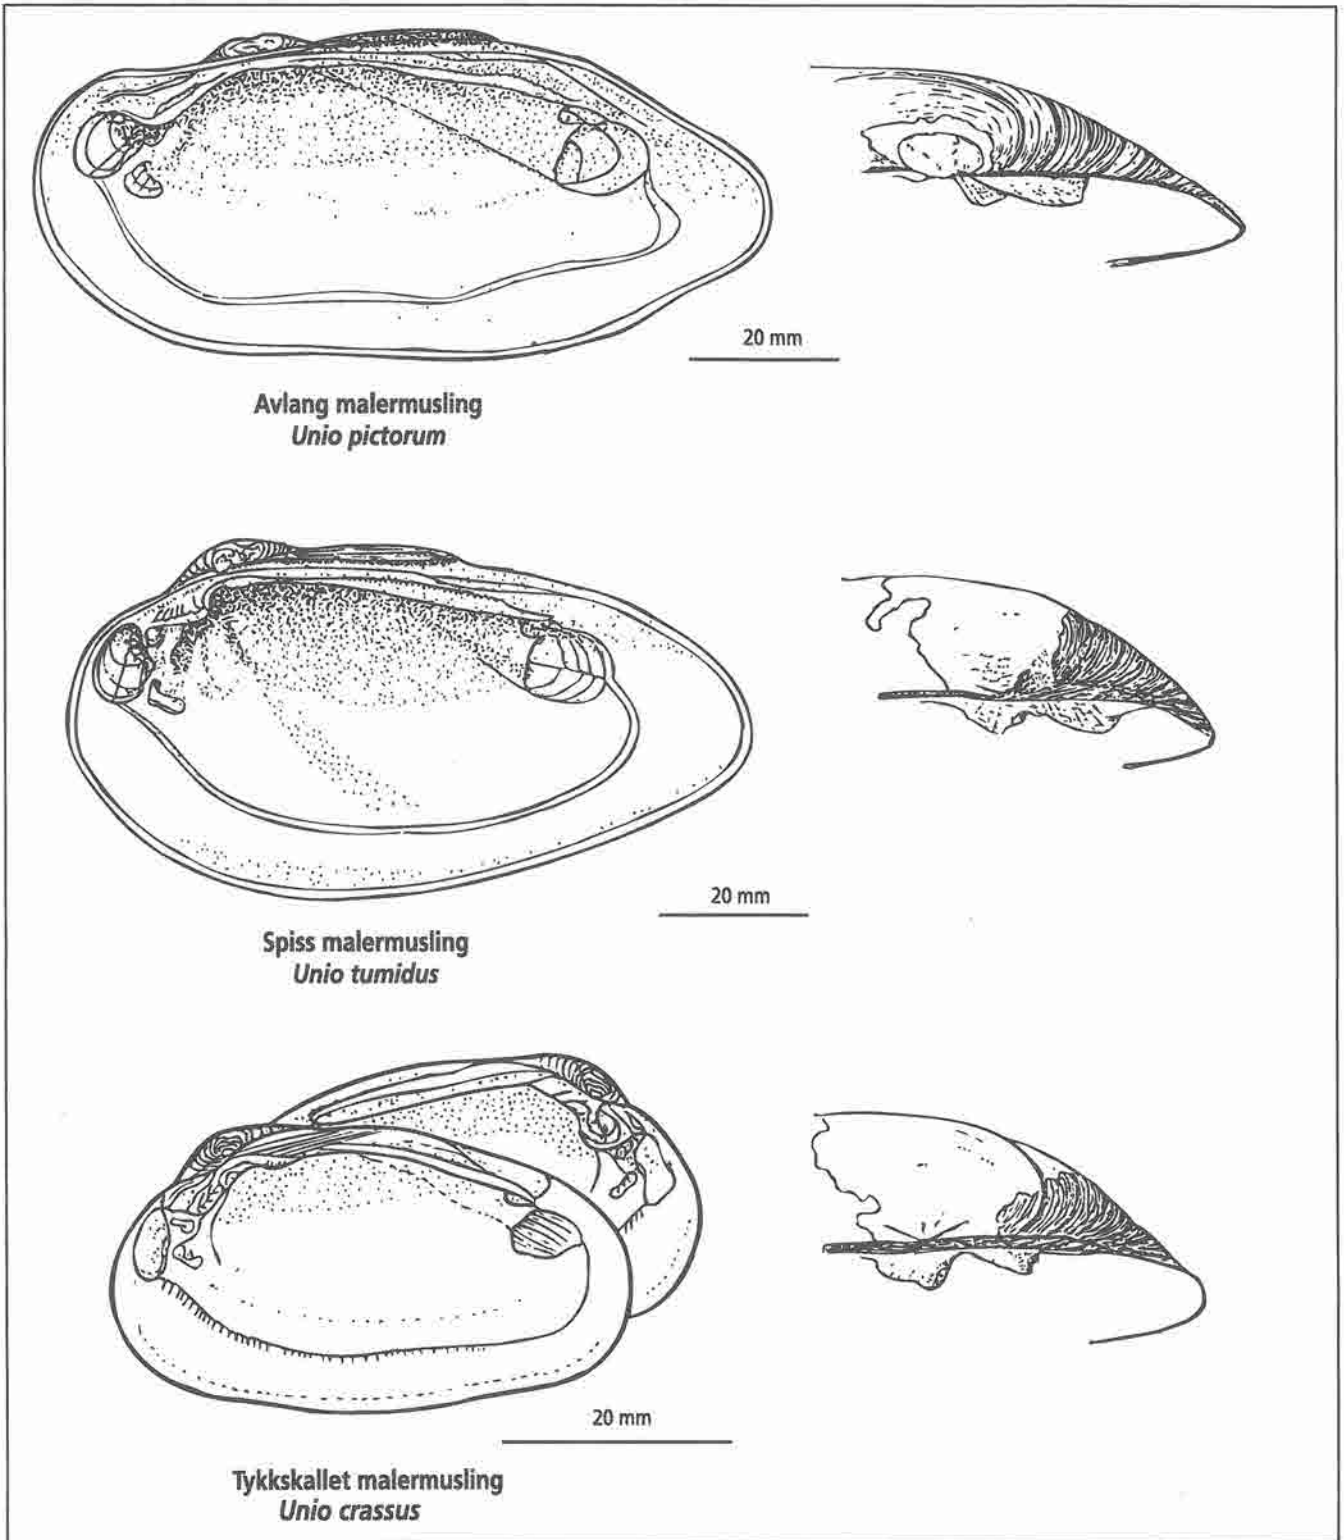 20 mm
Avlang malermusling
Unio pictorum
20 mm
Spiss malermusling
Unio tumidus
20 mm
Tykkskallet malermusling
Unio crassus